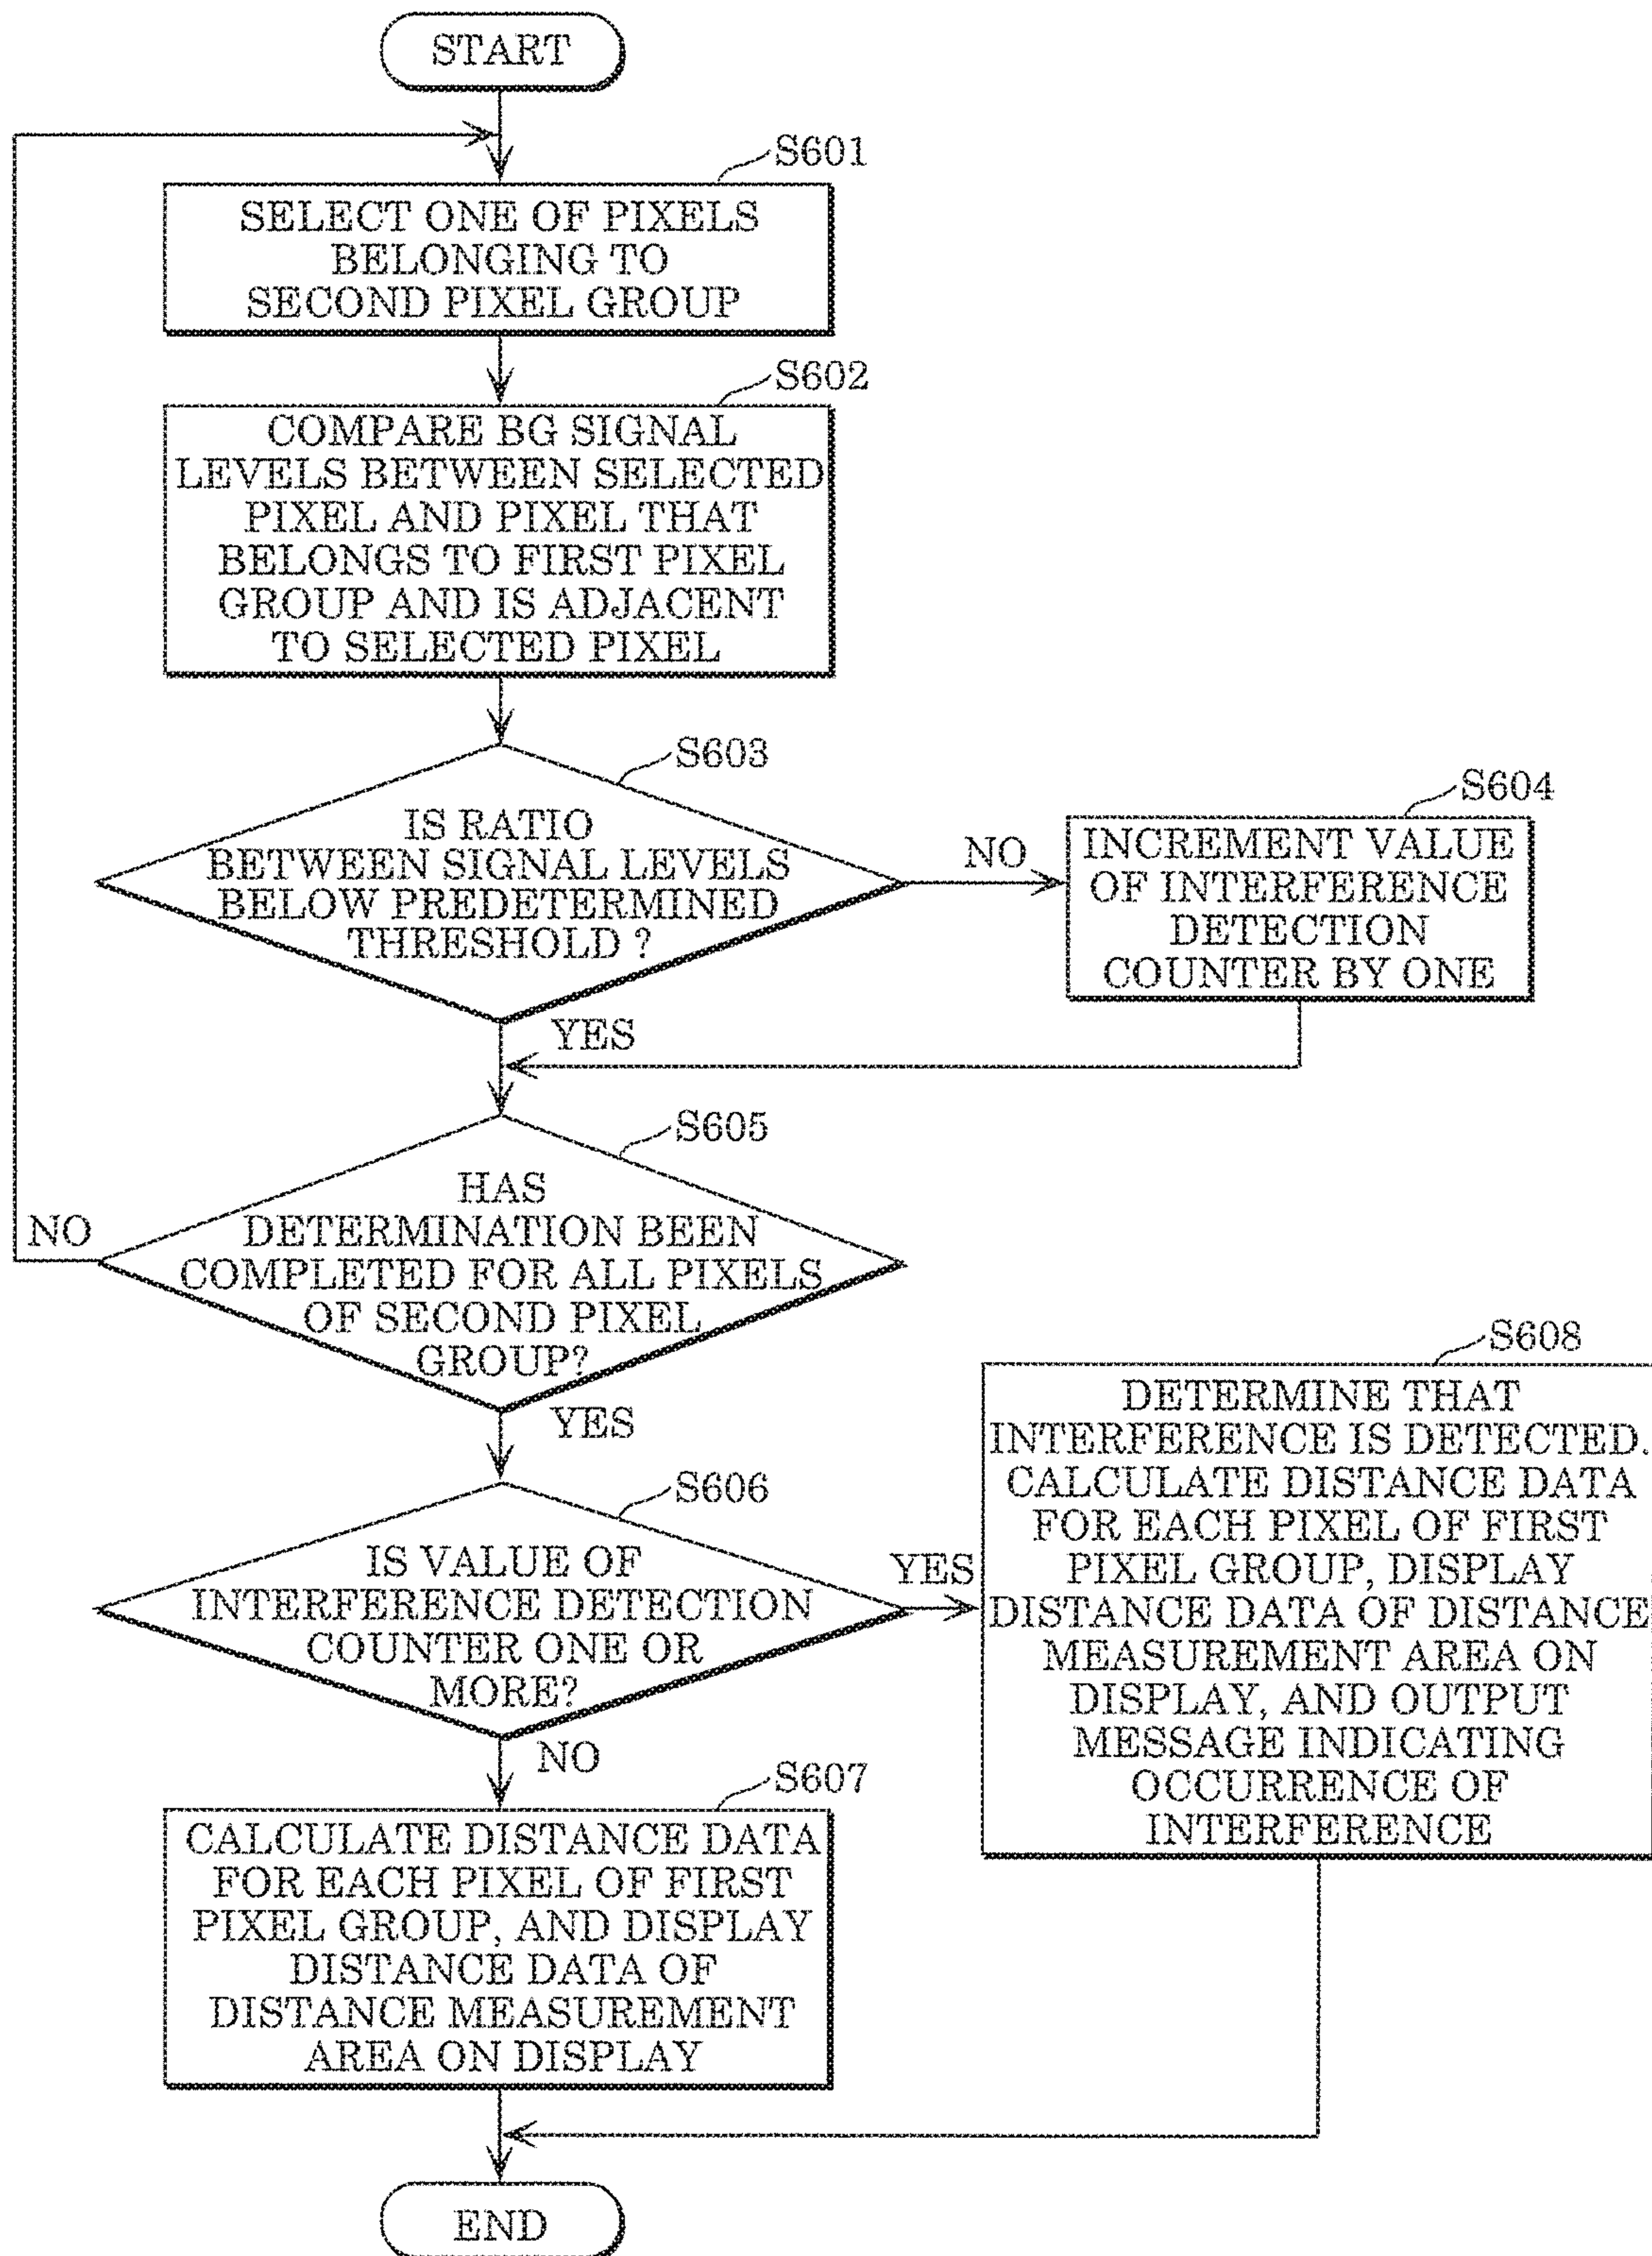 START
S601
SELECT ONE OF PIXELS
BELONGING TO
SECOND PIXEL GROUP
S602
COMPARE BG SIGNAL
LEVELS BETWEEN SELECTED
PIXEL AND PIXEL THAT
BELONGS TO FIRST PIXEL
GROUP AND IS ADJACENT
TO SELECTED PIXEL
S603
IS RATIO
BETWEEN SIGNAL LEVELS
BELOW PREDETERMINED
THRESHOLD ?
NO
S604
INCREMENT VALUE
OF INTERFERENCE
DETECTION
COUNTER BY ONE
YES
S605
HAS
DETERMINATION BEEN
COMPLETED FOR ALL PIXELS
OF SECOND PIXEL
GROUP?
NO
YES
S606
IS VALUE OF
INTERFERENCE DETECTION
COUNTER ONE OR
MORE?
YES
S608
DETERMINE THAT
INTERFERENCE IS DETECTED.
CALCULATE DISTANCE DATA
FOR EACH PIXEL OF FIRST
PIXEL GROUP, DISPLAY
DISTANCE DATA OF DISTANCE
MEASUREMENT AREA ON
DISPLAY, AND OUTPUT
MESSAGE INDICATING
OCCURRENCE OF
INTERFERENCE
NO
S607
CALCULATE DISTANCE DATA
FOR EACH PIXEL OF FIRST
PIXEL GROUP, AND DISPLAY
DISTANCE DATA OF
DISTANCE MEASUREMENT
AREA ON DISPLAY
END